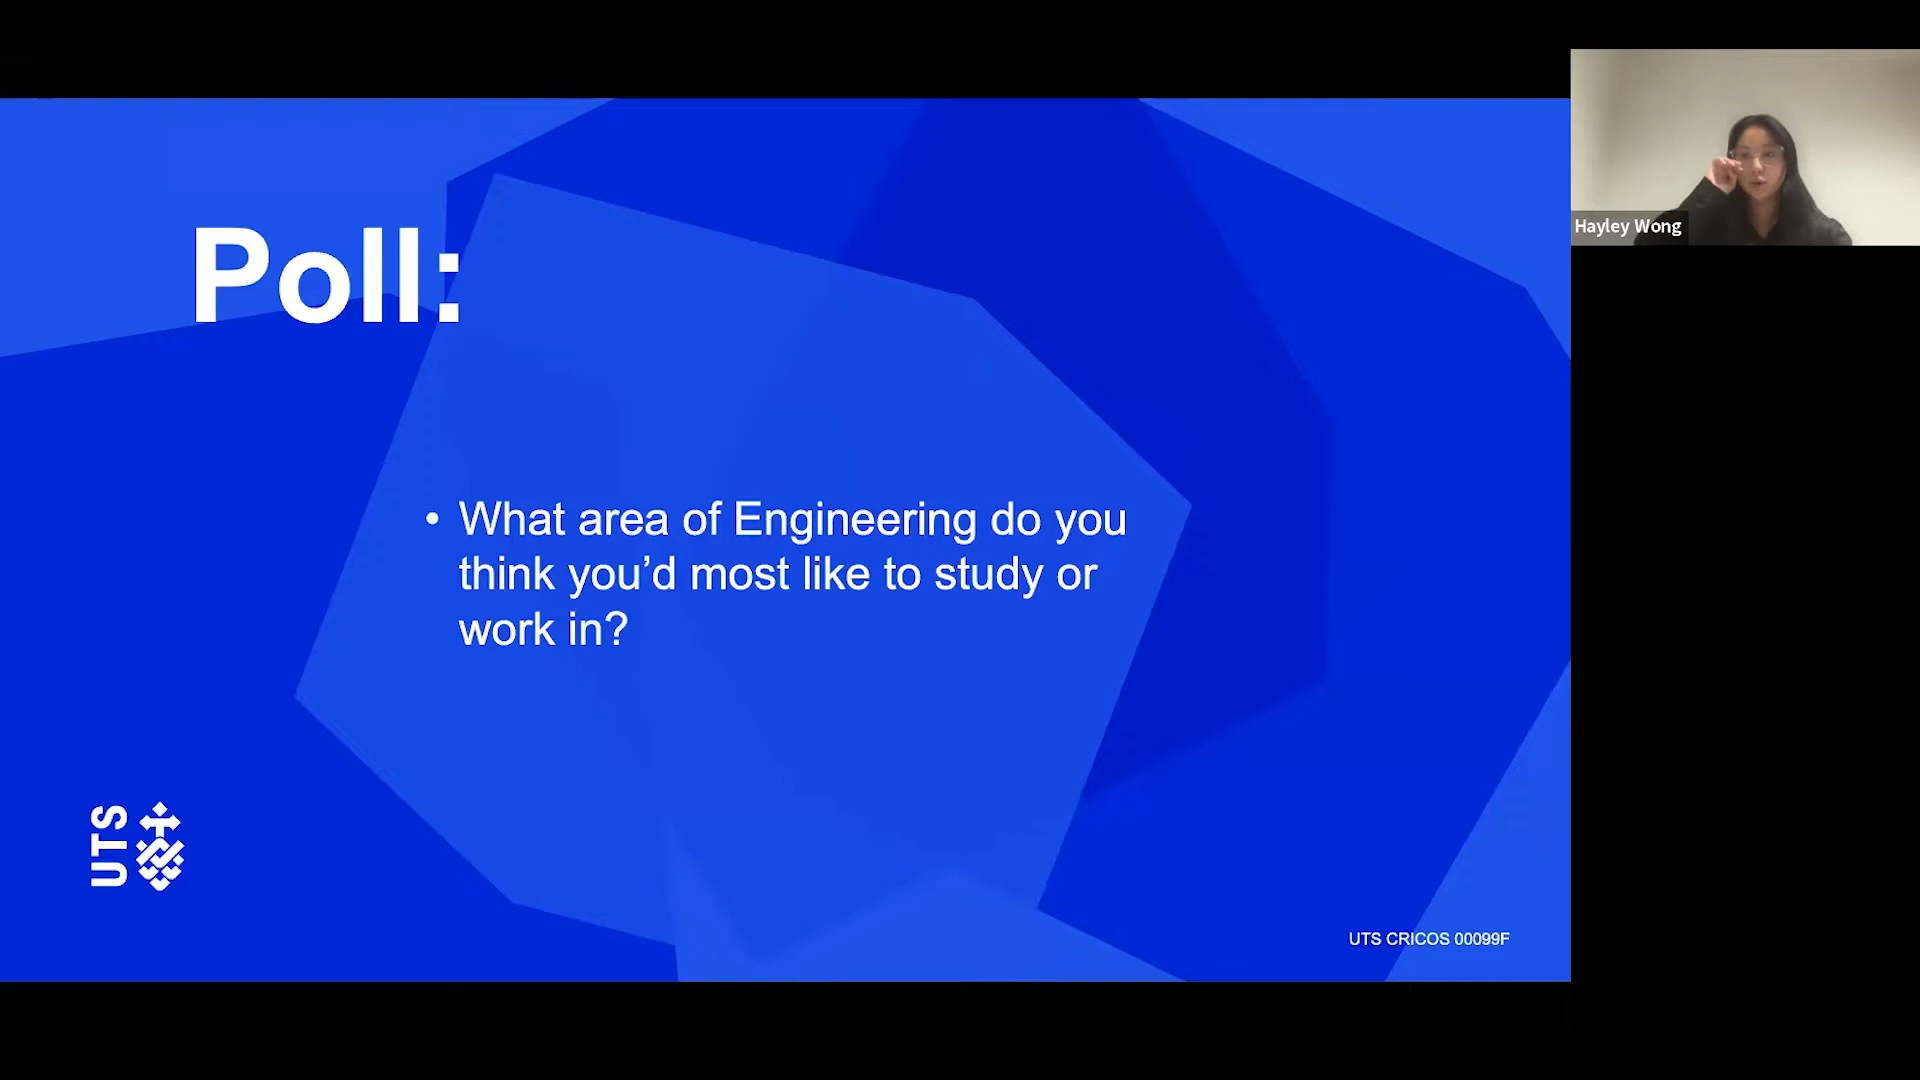 Poll:
• What area of Engineering do you
think you’d most like to study or
work in?
UTS
UTS CRICOS 00099F
Hayley Wong